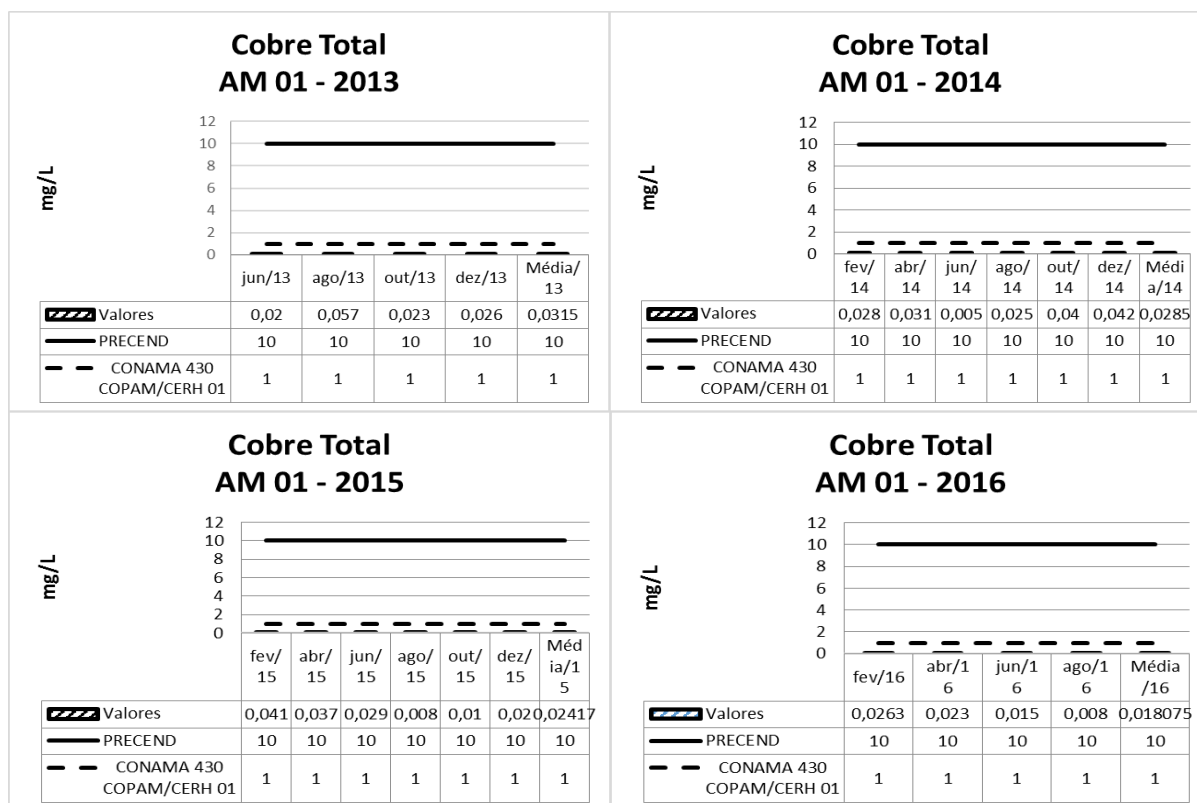 Cobre Total
AM 01 - 2013
mg/L
12
10
8
6
4
2
0
jun/13 ago/13 out/13 dez/13 Média/
13
Valores 0,02 0,057 0,023 0,026 0,0315
PRECEND 10 10 10 10 10
CONAMA 430
COPAM/CERH 01 1 1 1 1 1
Cobre Total
AM 01 - 2014
mg/L
12
10
8
6
4
2
0
fev/ abr/ jun/ ago/ out/ dez/ Médi
14 14 14 14 14 14 a/14
Valores 0,028 0,031 0,005 0,025 0,04 0,042 0,0285
PRECEND 10 10 10 10 10 10 10
CONAMA 430
COPAM/CERH 01 1 1 1 1 1 1 1
Cobre Total
AM 01 - 2015
mg/L
12
10
8
6
4
2
0
fev/ abr/ jun/ ago/ out/ dez/ Méd
15 15 15 15 15 15 ia/1
5
Valores 0,041 0,037 0,029 0,008 0,01 0,02 0,02417
PRECEND 10 10 10 10 10 10 10
CONAMA 430
COPAM/CERH 01 1 1 1 1 1 1 1
Cobre Total
AM 01 - 2016
mg/L
12
10
8
6
4
2
0
fev/16 abr/1 jun/1 ago/1 Média
6 6 6 /16
Valores 0,0263 0,023 0,015 0,008 0,018075
PRECEND 10 10 10 10 10
CONAMA 430
COPAM/CERH 01 1 1 1 1 1